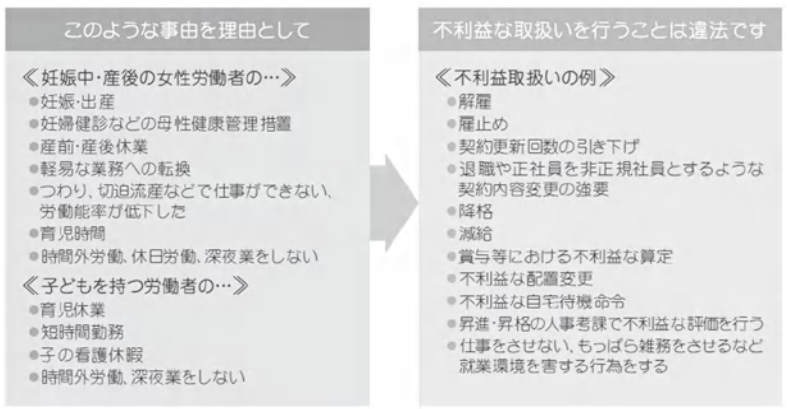 このような事由を理由として
≪妊娠中・産後の女性労働者の…≫
●妊娠・出産
●妊婦健診などの母性健康管理措置
●産前・産後休業
●軽易な業務への転換
●つわり、切迫流産などで仕事ができない、
労働能率が低下した
●育児時間
●時間外労働、休日労働、深夜業をしない
≪子どもを持つ労働者の…≫
●育児休業
●短時間勤務
●子の看護休暇
●時間外労働、深夜業をしない
不利益な取扱いを行うことは違法です
≪不利益取扱いの例≫
●解雇
●雇止め
●契約更新回数の引き下げ
●退職や正社員を非正規社員とするような
契約内容変更の強要
●降格
●減給
●賞与等における不利益な算定
●不利益な配置変更
●不利益な自宅待機命令
●昇進・昇格の人事考課で不利益な評価を行う
●仕事をさせない、もっぱら雑務をさせるなど
就業環境を害する行為をする